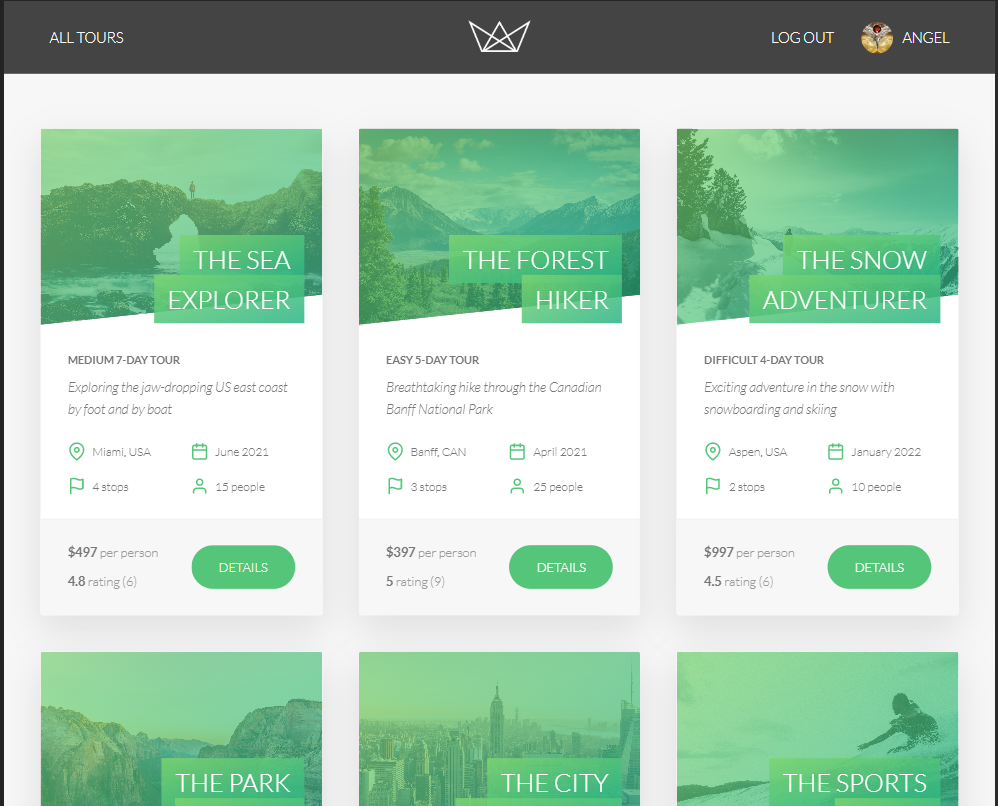 ALL TOURS
LOG OUT
ANGEL
THE SEA
EXPLORER
MEDIUM 7-DAY TOUR
Exploring the jaw-dropping US east coast
by foot and by boat
Miami, USA
June 2021
4 stops
15 people
$497 per person
4.8 rating (6)
DETAILS
THE FOREST
HIKER
EASY 5-DAY TOUR
Breathtaking hike through the Canadian
Banff National Park
Banff, CAN
April 2021
3 stops
25 people
$397 per person
5 rating (9)
DETAILS
THE SNOW
ADVENTURER
DIFFICULT 4-DAY TOUR
Exciting adventure in the snow with
snowboarding and skiing
Aspen, USA
January 2022
2 stops
10 people
$997 per person
4.5 rating (6)
DETAILS
THE PARK
THE CITY
THE SPORTS